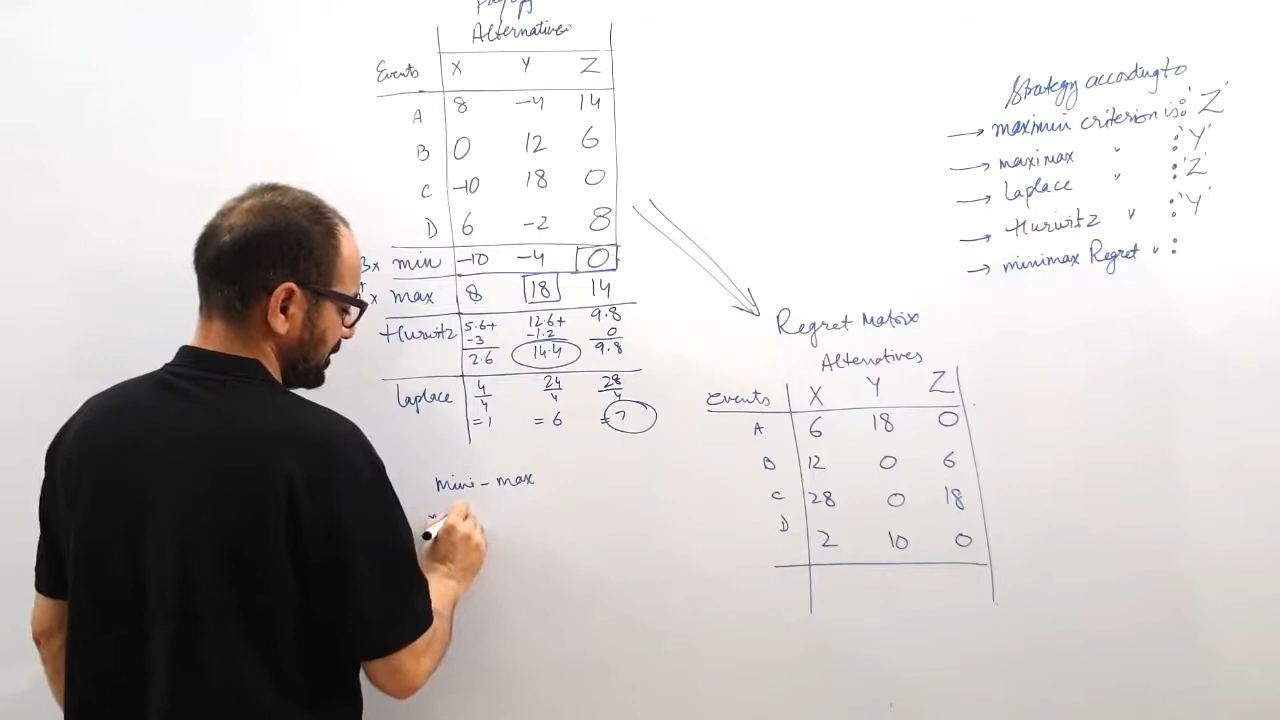 Alternatives
Events X Y Z
A 8 -4 14
B 0 12 6
C -10 18 0
D 6 -2 8
min -10 -4 0
max 8 18 14
Hurwitz 5.6+ 12.6+ 9.8
-3 -1.2 0
2.6 14.4 9.8
Laplace 4/4 24/4 28/4
=1 =6 =7
mini-max
Strategy according to
→ maximin criterion is : 'Z'
→ maximax " : 'Y'
→ Laplace " : 'Z'
→ Hurwitz " : 'Y'
→ minimax Regret " :
Regret Matrix
Alternatives
Events X Y Z
A 6 18 0
B 12 0 6
C 28 0 18
D 2 10 0